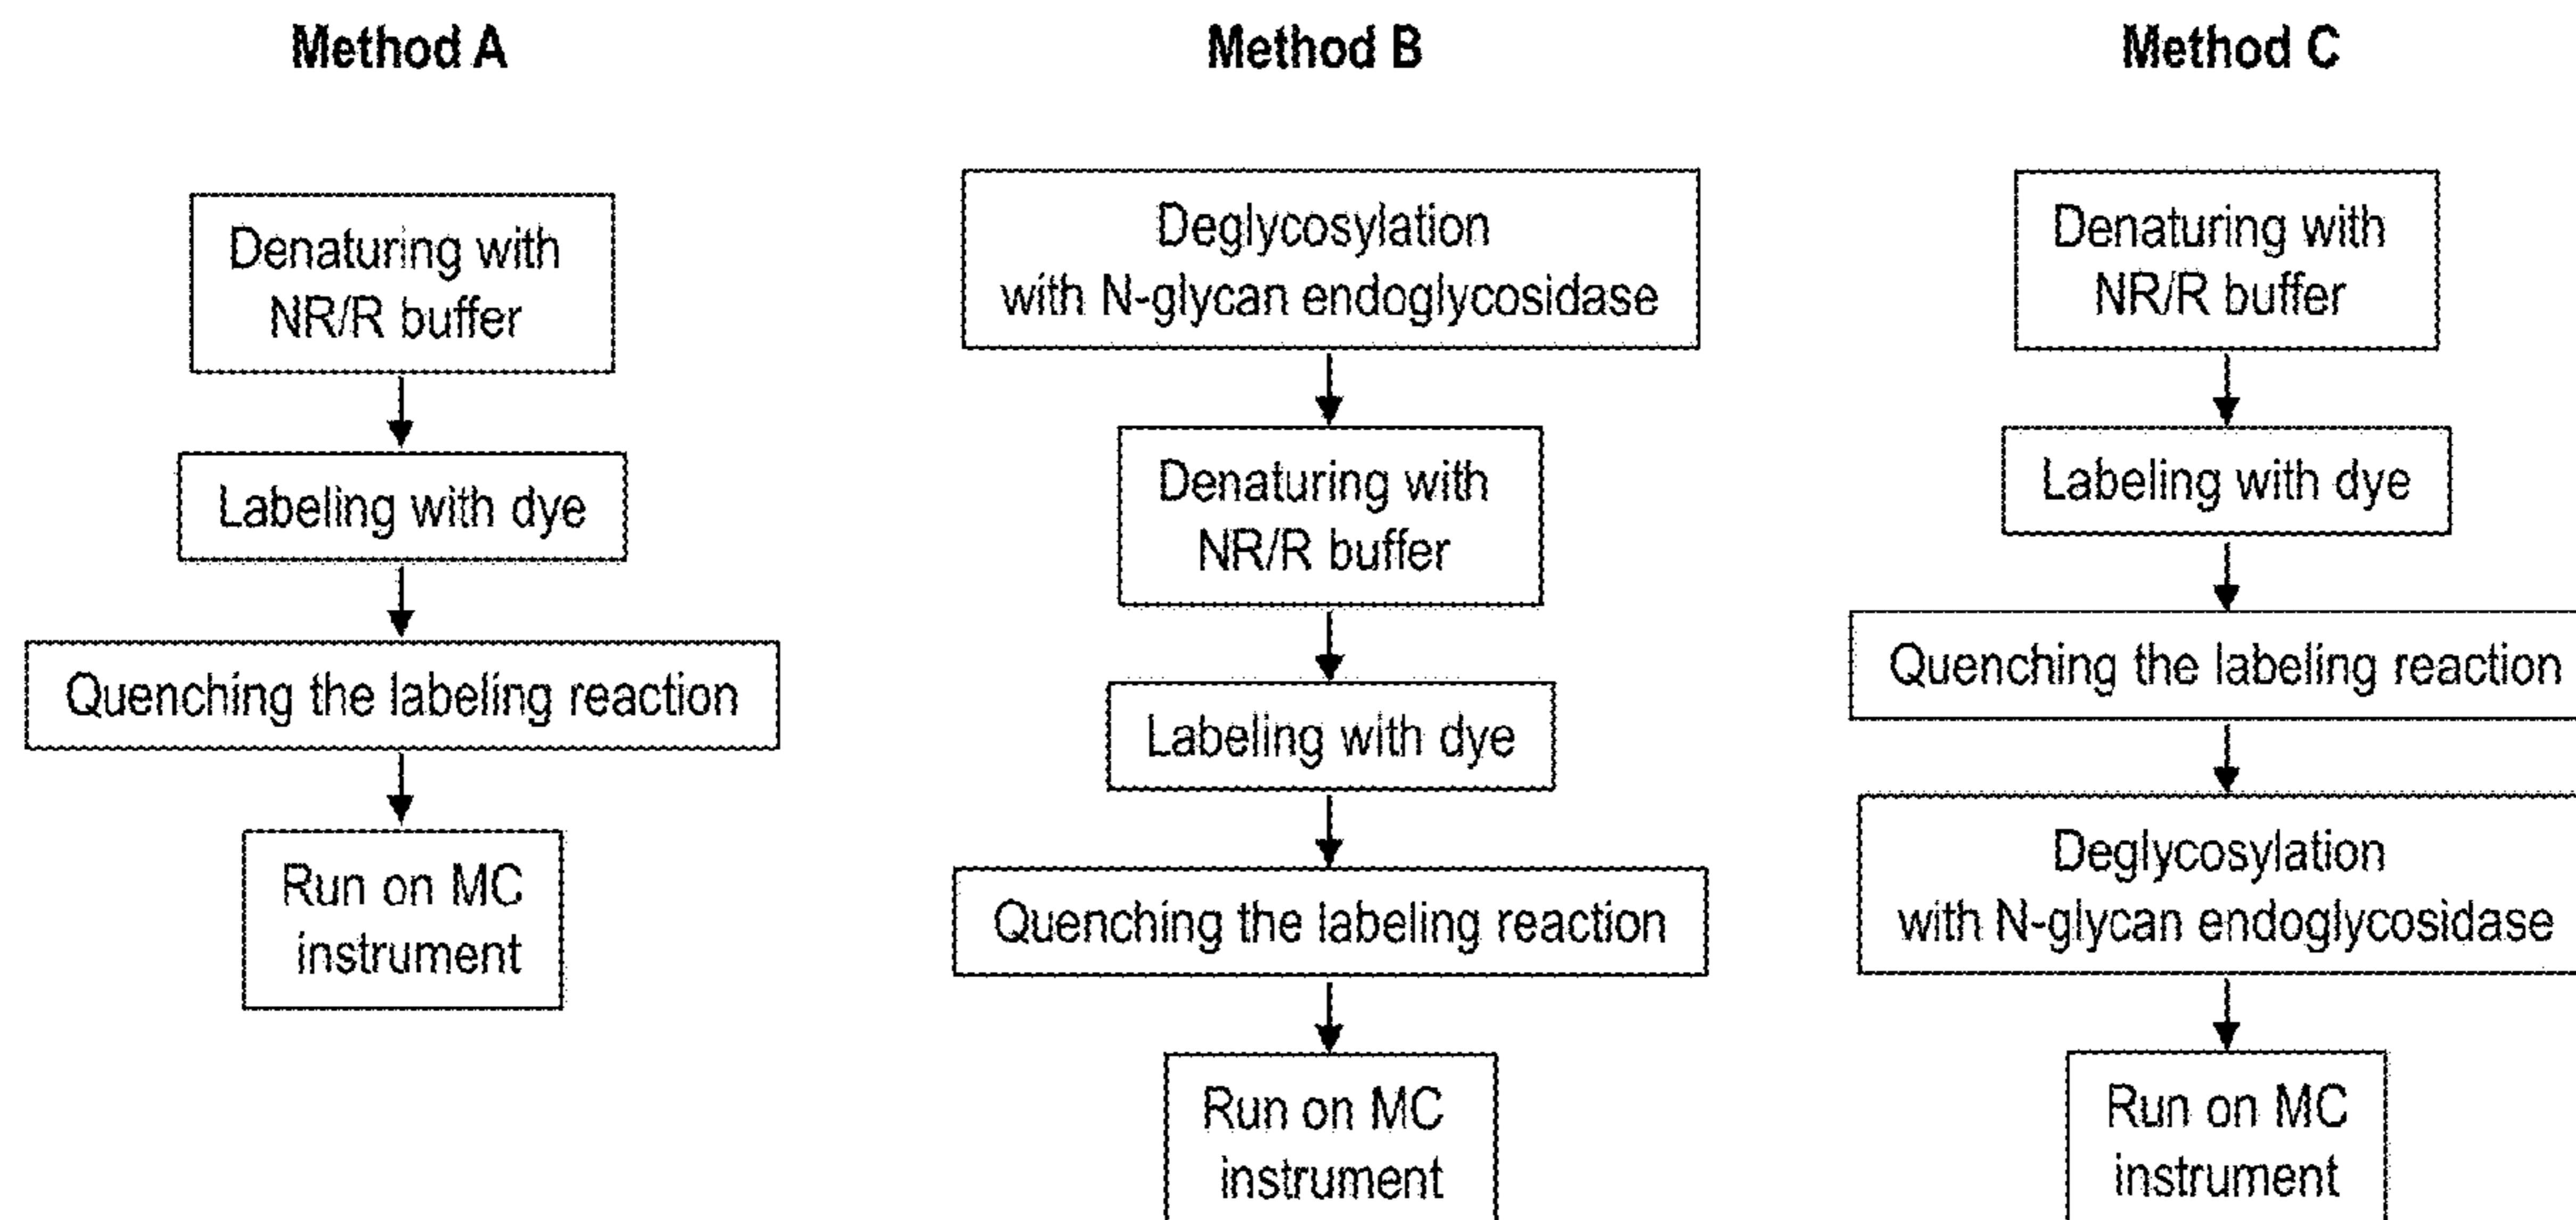 Method A
Denaturing with
NR/R buffer
Labeling with dye
Quenching the labeling reaction
Run on MC
instrument
Method B
Deglycosylation
with N-glycan endoglycosidase
Denaturing with
NR/R buffer
Labeling with dye
Quenching the labeling reaction
Run on MC
instrument
Method C
Denaturing with
NR/R buffer
Labeling with dye
Quenching the labeling reaction
Deglycosylation
with N-glycan endoglycosidase
Run on MC
instrument